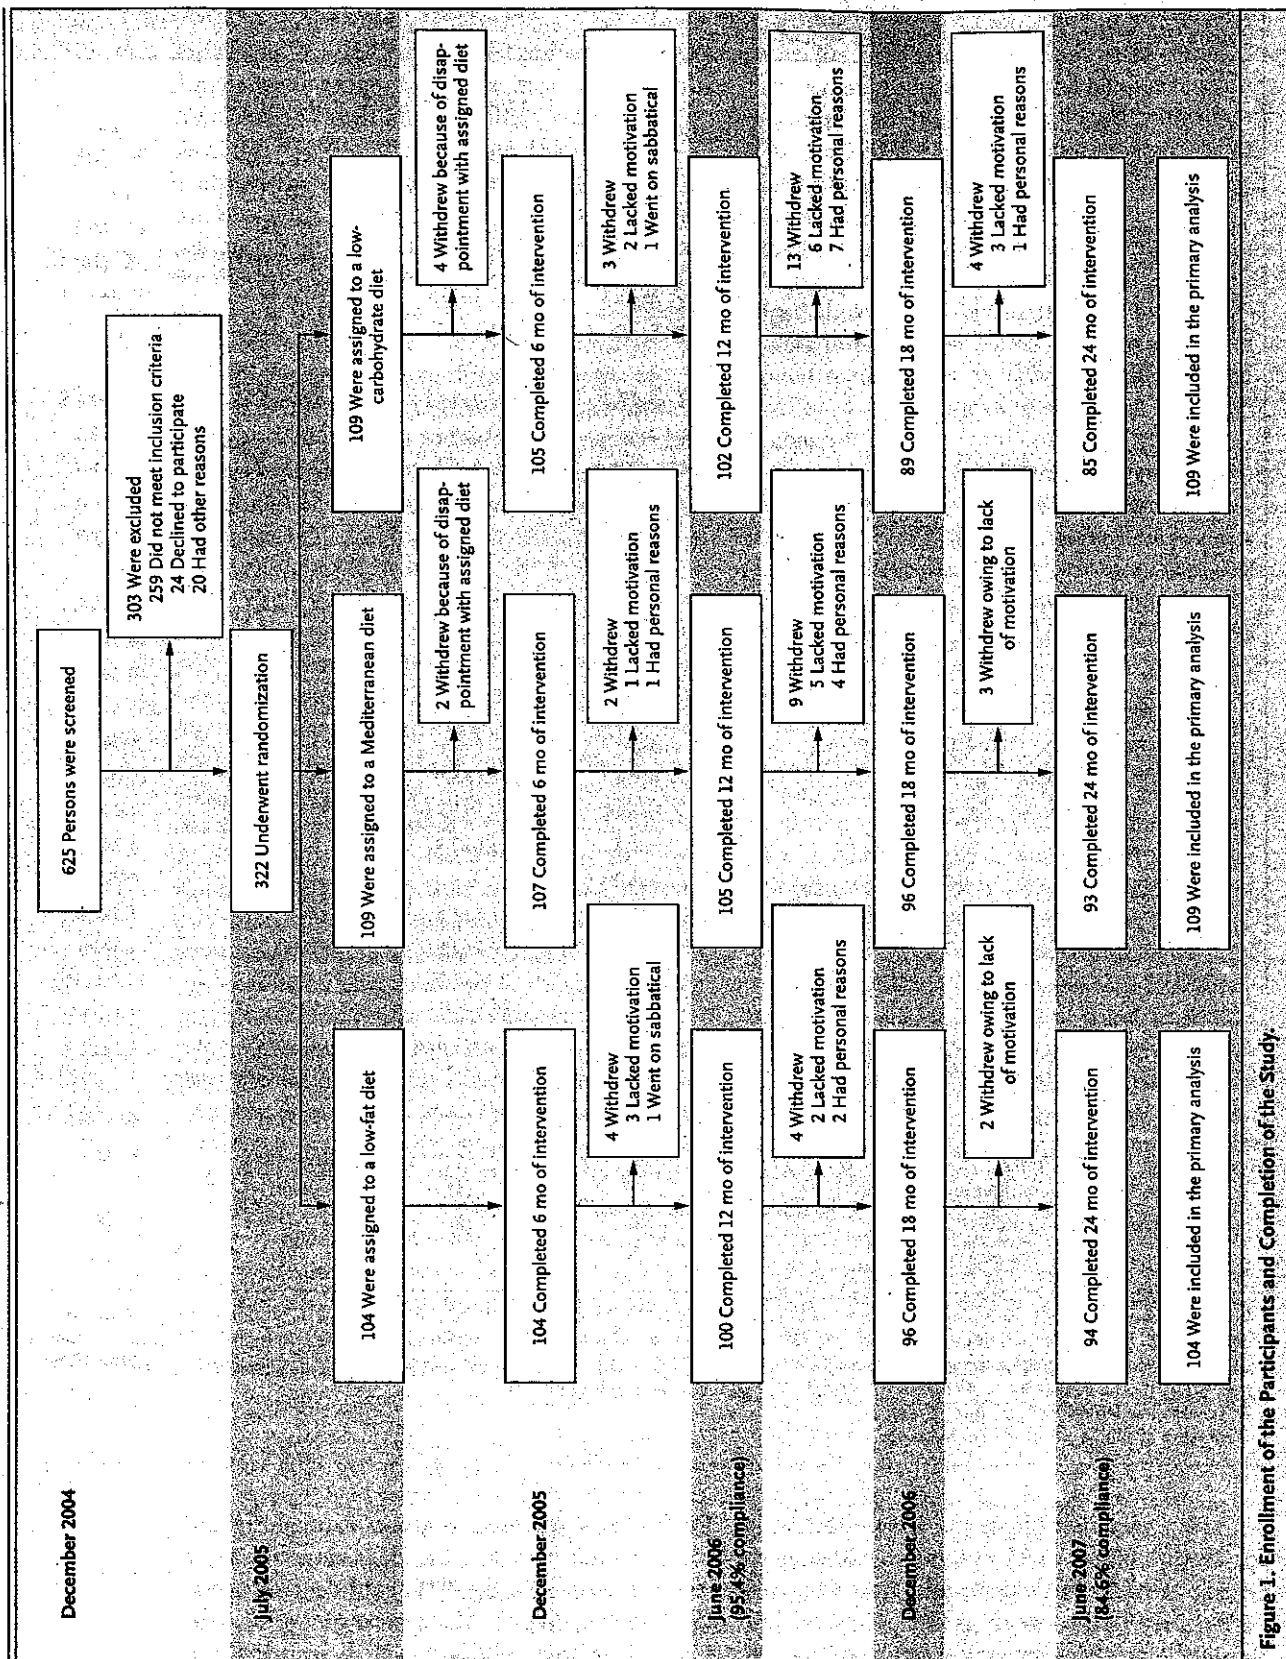 December 2004
625 Persons were screened
303 Were excluded
259 Did not meet inclusion criteria
24 Declined to participate
20 Had other reasons
July 2005
322 Underwent randomization
104 Were assigned to a low-fat diet
109 Were assigned to a Mediterranean diet
109 Were assigned to a low-
carbohydrate diet
2 Withdrew because of disap-
pointment with assigned diet
4 Withdrew because of disap-
pointment with assigned diet
December 2005
104 Completed 6 mo of intervention
107 Completed 6 mo of intervention
105 Completed 6 mo of intervention
4 Withdrew
3 Lacked motivation
1 Went on sabbatical
2 Withdrew
1 Lacked motivation
1 Had personal reasons
3 Withdrew
2 Lacked motivation
1 Went on sabbatical
June 2006
(95.4% compliance)
100 Completed 12 mo of intervention
105 Completed 12 mo of intervention
102 Completed 12 mo of intervention
4 Withdrew
2 Lacked motivation
2 Had personal reasons
9 Withdrew
5 Lacked motivation
4 Had personal reasons
13 Withdrew
6 Lacked motivation
7 Had personal reasons
December 2006
96 Completed 18 mo of intervention
96 Completed 18 mo of intervention
89 Completed 18 mo of intervention
2 Withdrew owing to lack
of motivation
3 Withdrew owing to lack
of motivation
4 Withdrew
3 Lacked motivation
1 Had personal reasons
June 2007
(84.6% compliance)
94 Completed 24 mo of intervention
93 Completed 24 mo of intervention
85 Completed 24 mo of intervention
104 Were included in the primary analysis
109 Were included in the primary analysis
109 Were included in the primary analysis
Figure 1. Enrollment of the Participants and Completion of the Study.